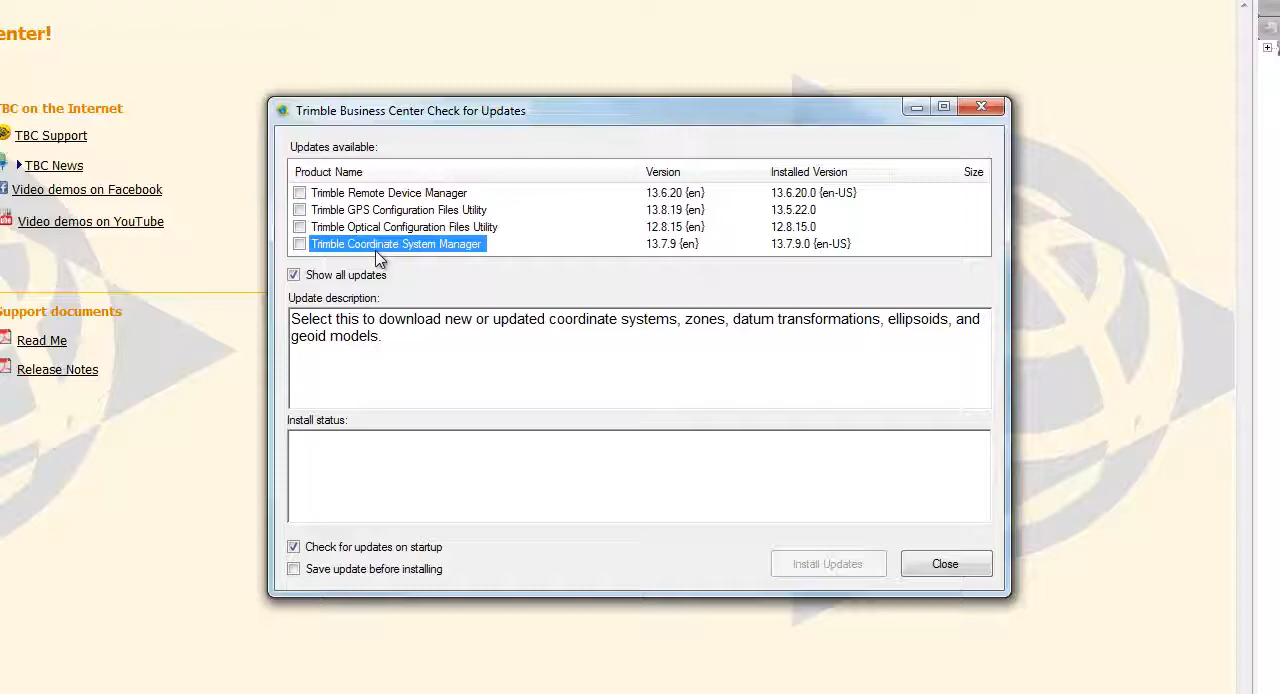 enter!
TBC on the Internet
TBC Support
TBC News
Video demos on Facebook
Video demos on YouTube
Support documents
Read Me
Release Notes
Trimble Business Center Check for Updates
Updates available:
Product Name Version Installed Version Size
Trimble Remote Device Manager 13.6.20 {en} 13.6.20.0 {en-US}
Trimble GPS Configuration Files Utility 13.8.19 {en} 13.5.22.0
Trimble Optical Configuration Files Utility 12.8.15 {en} 12.8.15.0
Trimble Coordinate System Manager 13.7.9 {en} 13.7.9.0 {en-US}
Show all updates
Update description:
Select this to download new or updated coordinate systems, zones, datum transformations, ellipsoids, and
geoid models.
Install status:
Check for updates on startup
Save update before installing
Install Updates Close